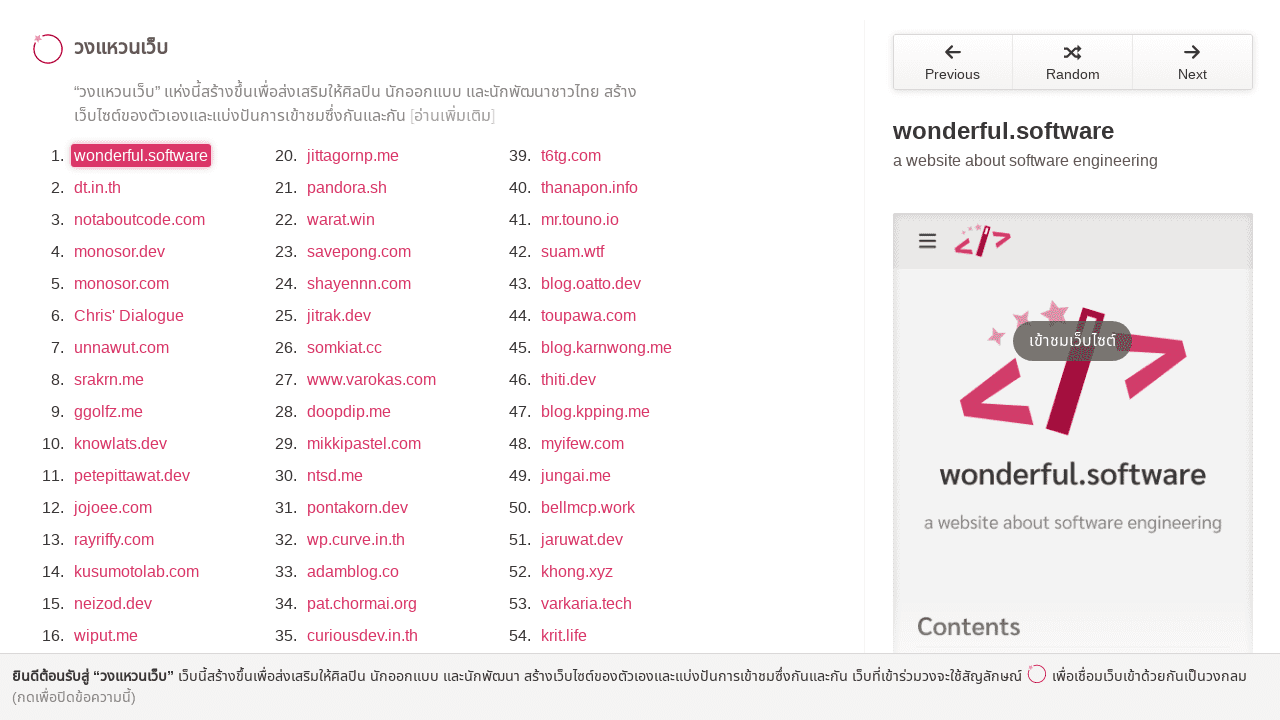 วงแหวนเว็บ
“วงแหวนเว็บ” แห่งนี้สร้างขึ้นเพื่อส่งเสริมให้ศิลปิน นักออกแบบ และนักพัฒนาชาวไทย สร้าง
เว็บไซต์ของตัวเองและแบ่งปันการเข้าชมซึ่งกันและกัน [อ่านเพิ่มเติม]
1. wonderful.software
2. dt.in.th
3. notaboutcode.com
4. monosor.dev
5. monosor.com
6. Chris' Dialogue
7. unnawut.com
8. srakrn.me
9. ggolfz.me
10. knowlats.dev
11. petepittawat.dev
12. jojoee.com
13. rayriffy.com
14. kusumotolab.com
15. neizod.dev
16. wiput.me
20. jittagornp.me
21. pandora.sh
22. warat.win
23. savepong.com
24. shayennn.com
25. jitrak.dev
26. somkiat.cc
27. www.varokas.com
28. doopdip.me
29. mikkipastel.com
30. ntsd.me
31. pontakorn.dev
32. wp.curve.in.th
33. adamblog.co
34. pat.chormai.org
35. curiousdev.in.th
39. t6tg.com
40. thanapon.info
41. mr.touno.io
42. suam.wtf
43. blog.oatto.dev
44. toupawa.com
45. blog.karnwong.me
46. thiti.dev
47. blog.kpping.me
48. myifew.com
49. jungai.me
50. bellmcp.work
51. jaruwat.dev
52. khong.xyz
53. varkaria.tech
54. krit.life
Previous
Random
Next
wonderful.software
a website about software engineering
เข้าชมเว็บไซต์
wonderful.software
a website about software engineering
Contents
ยินดีต้อนรับสู่ “วงแหวนเว็บ” เว็บนี้สร้างขึ้นเพื่อส่งเสริมให้ศิลปิน นักออกแบบ และนักพัฒนา สร้างเว็บไซต์ของตัวเองและแบ่งปันการเข้าชมซึ่งกันและกัน เว็บที่เข้าร่วมวงจะใช้สัญลักษณ์ เพื่อเชื่อมเว็บเข้าด้วยกันเป็นวงกลม
(กดเพื่อปิดข้อความนี้)